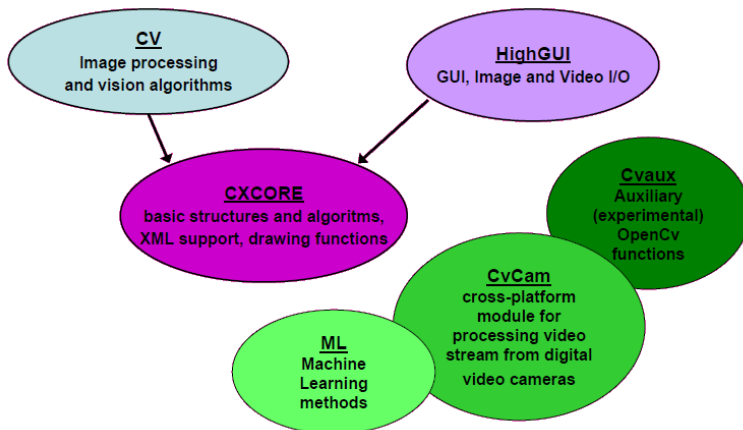 CV
Image processing
and vision algorithms
HighGUI
GUI, Image and Video I/O
CXCORE
basic structures and algoritms,
XML support, drawing functions
Cvaux
Auxiliary
(experimental)
OpenCv
functions
CvCam
cross-platform
module for
processing video
stream from digital
video cameras
ML
Machine
Learning
methods